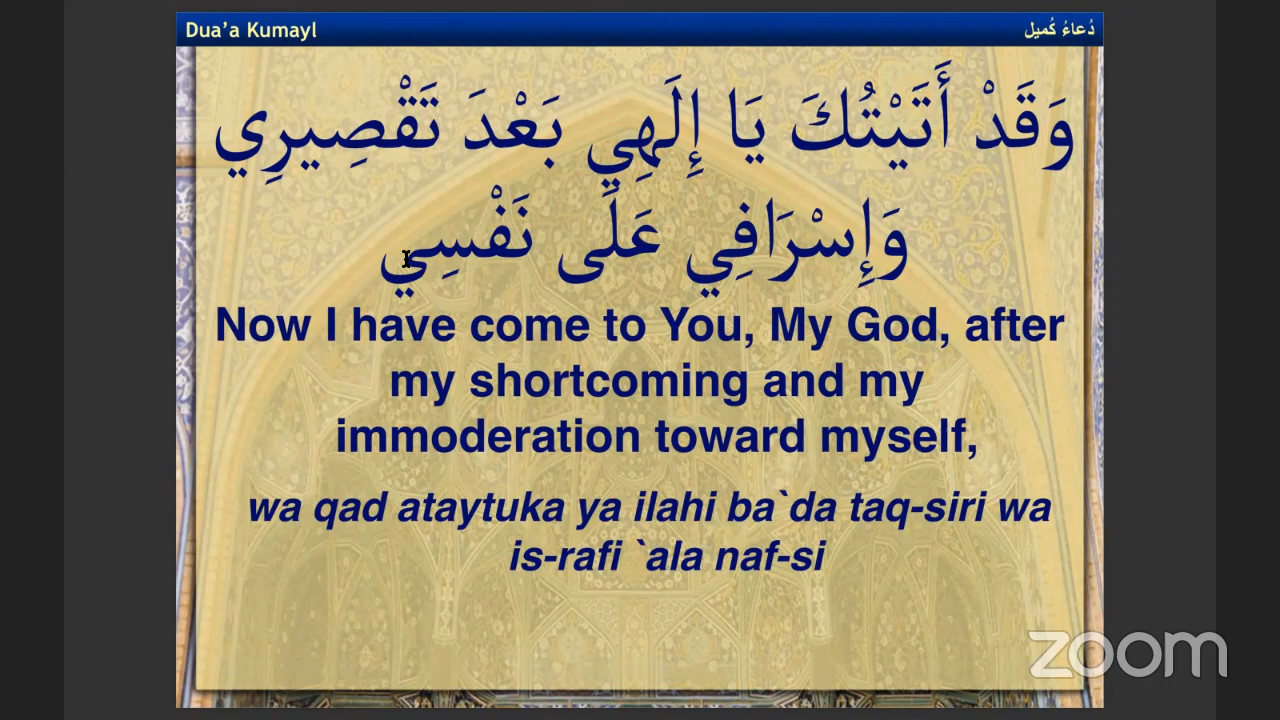 Dua’a Kumayl
دُعاءُ كُميل
وَقَدْ أَتَيْتُكَ يَا إِلَهِي بَعْدَ تَقْصِيرِي
وَإِسْرَافِي عَلَى نَفْسِي
Now I have come to You, My God, after
my shortcoming and my
immoderation toward myself,
wa qad ataytuka ya ilahi ba`da taq-siri wa
is-rafi `ala naf-si
zoom